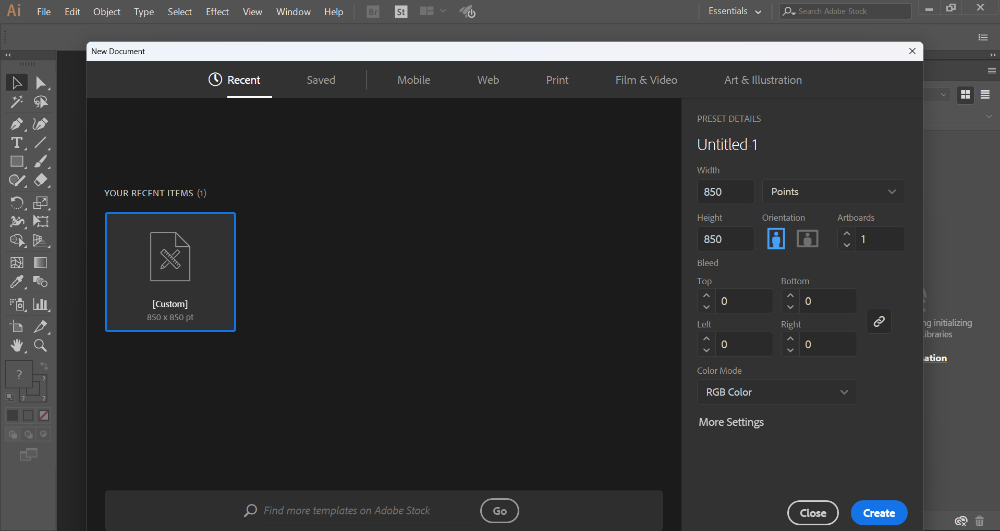 Ai File Edit Object Type Select Effect View Window Help Br St Essentials Search Adobe Stock
New Document
Recent Saved Mobile Web Print Film & Video Art & Illustration
PRESET DETAILS
Untitled-1
Width
850 Points
Height Orientation Artboards
850 1
Bleed
Top Bottom
0 0
Left Right
0 0
Color Mode
RGB Color
More Settings
YOUR RECENT ITEMS (1)
[Custom]
850 x 850 pt
Find more templates on Adobe Stock Go
Close Create
initializing
?
?
? ?